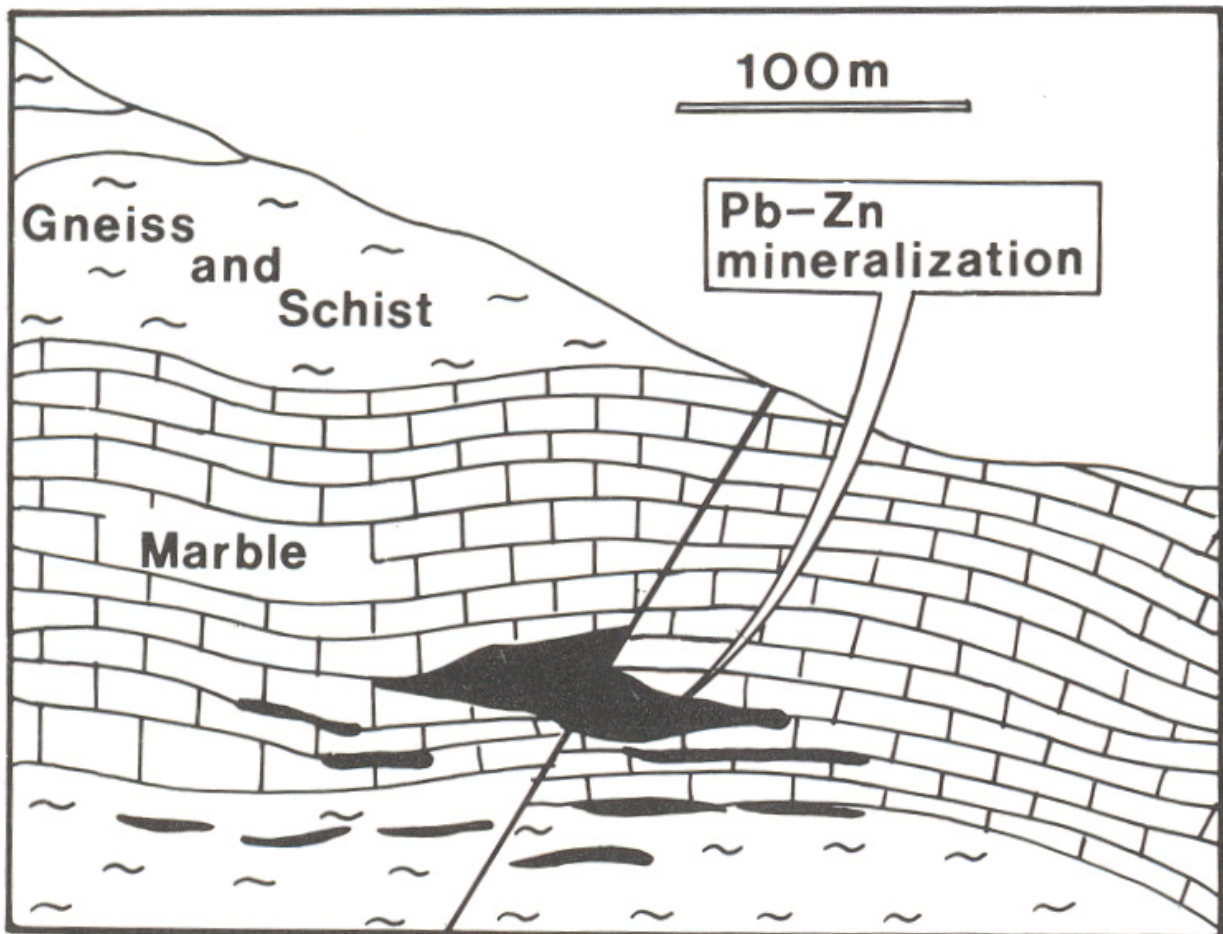 100m
Pb–Zn
mineralization
Gneiss
and
Schist
Marble